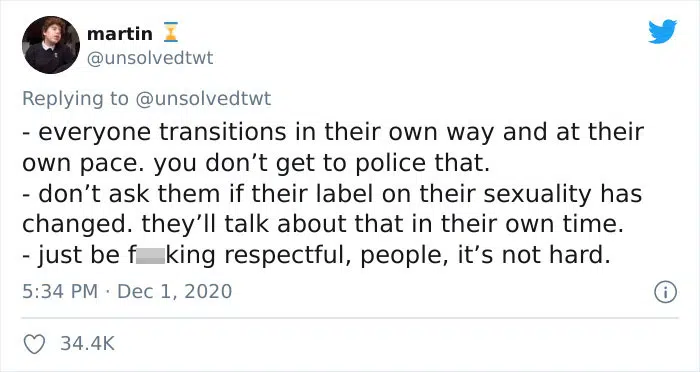 martin ⌛
@unsolvedtwt
Replying to @unsolvedtwt
- everyone transitions in their own way and at their
own pace. you don’t get to police that.
- don’t ask them if their label on their sexuality has
changed. they’ll talk about that in their own time.
- just be f king respectful, people, it’s not hard.
5:34 PM · Dec 1, 2020
34.4K